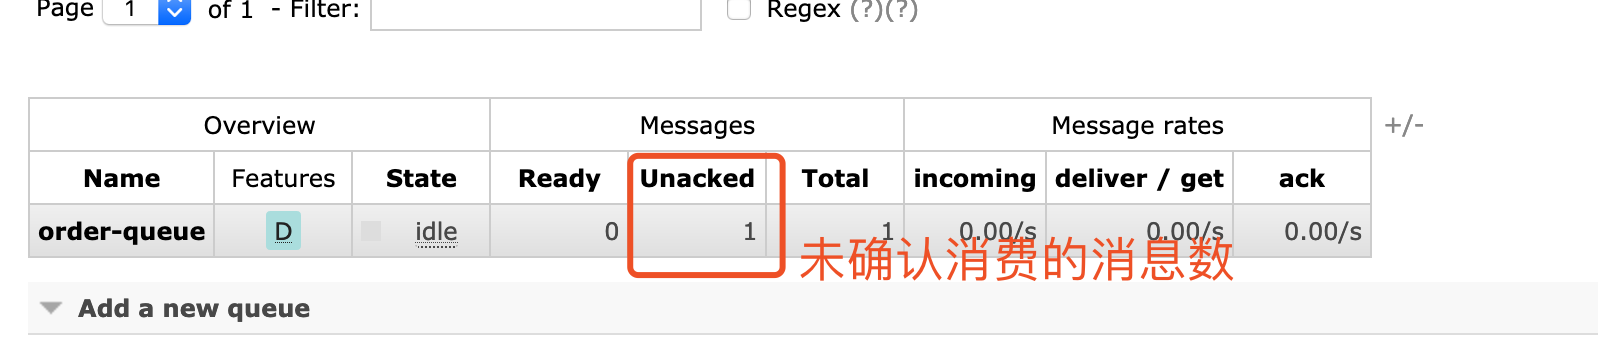 Page 1 of 1 - Filter: Regex (?)(?)
Overview Messages Message rates +/-
Name Features State Ready Unacked Total incoming deliver / get ack
order-queue D idle 0 1 1 0.00/s 0.00/s 0.00/s
未确认消费的消息数
Add a new queue